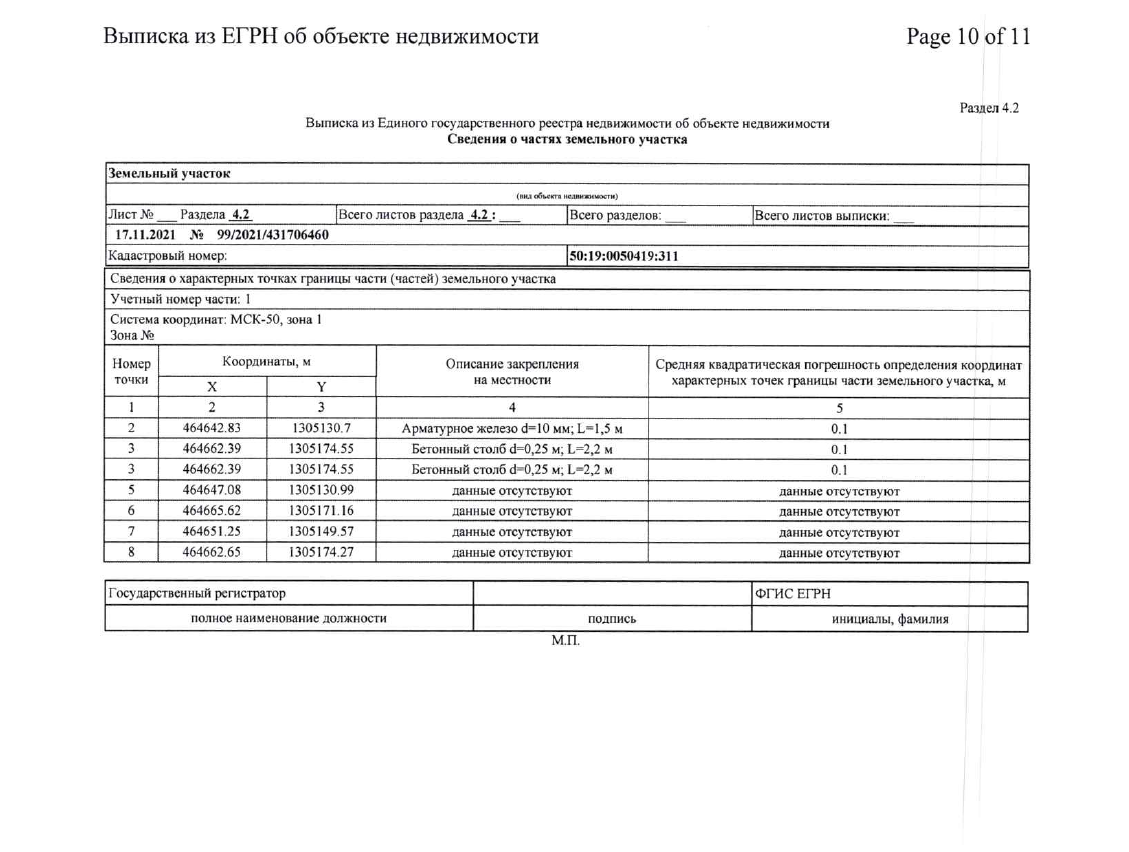 Выписка из ЕГРН об объекте недвижимости Page 10 of 11
Раздел 4.2
Выписка из Единого государственного реестра недвижимости об объекте недвижимости
Сведения о частях земельного участка
Земельный участок
(вид объекта недвижимости)
Лист № ___ Раздела 4.2 Всего листов раздела 4.2 : ___ Всего разделов: ___ Всего листов выписки: ___
17.11.2021 № 99/2021/431706460
Кадастровый номер: 50:19:0050419:311
Сведения о характерных точках границы части (частей) земельного участка
Учетный номер части: 1
Система координат: МСК-50, зона 1
Зона №
Номер точки Координаты, м Описание закрепления на местности Средняя квадратическая погрешность определения координат характерных точек границы части земельного участка, м
X Y
1 2 3 4 5
2 464642.83 1305130.7 Арматурное железо d=10 мм; L=1,5 м 0.1
3 464662.39 1305174.55 Бетонный столб d=0,25 м; L=2,2 м 0.1
3 464662.39 1305174.55 Бетонный столб d=0,25 м; L=2,2 м 0.1
5 464647.08 1305130.99 данные отсутствуют данные отсутствуют
6 464665.62 1305171.16 данные отсутствуют данные отсутствуют
7 464651.25 1305149.57 данные отсутствуют данные отсутствуют
8 464662.65 1305174.27 данные отсутствуют данные отсутствуют
Государственный регистратор ФГИС ЕГРН
полное наименование должности подпись инициалы, фамилия
М.П.